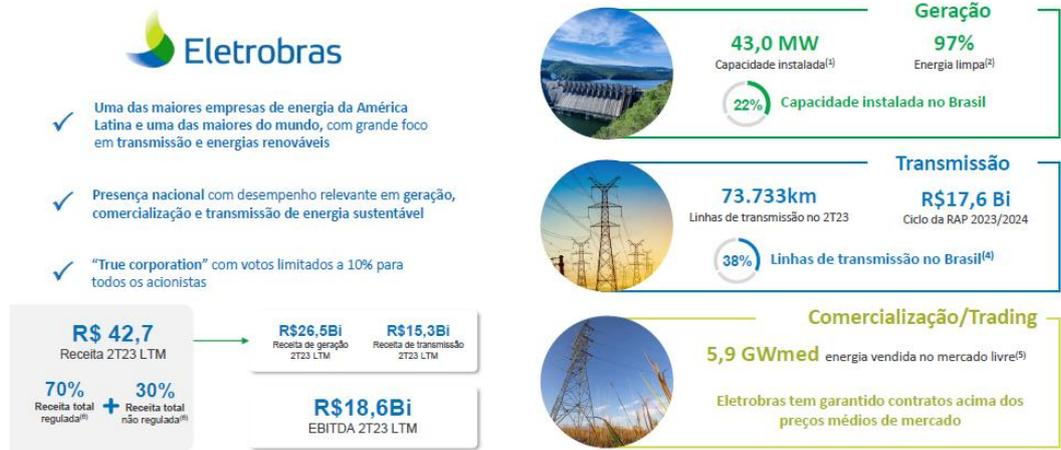 Eletrobras
Uma das maiores empresas de energia da América
Latina e uma das maiores do mundo, com grande foco
em transmissão e energias renováveis
Presença nacional com desempenho relevante em geração,
comercialização e transmissão de energia sustentável
“True corporation” com votos limitados a 10% para
todos os acionistas
R$ 42,7
Receita 2T23 LTM
70%
Receita total
regulada(6)
+
30%
Receita total
não regulada(6)
R$26,5Bi
Receita de geração
2T23 LTM
R$15,3Bi
Receita de transmissão
2T23 LTM
R$18,6Bi
EBITDA 2T23 LTM
Geração
43,0 MW
Capacidade instalada(1)
97%
Energia limpa(2)
22%
Capacidade instalada no Brasil
Transmissão
73.733km
Linhas de transmissão no 2T23
R$17,6 Bi
Ciclo da RAP 2023/2024
38%
Linhas de transmissão no Brasil(4)
Comercialização/Trading
5,9 GWmed energia vendida no mercado livre(5)
Eletrobras tem garantido contratos acima dos
preços médios de mercado